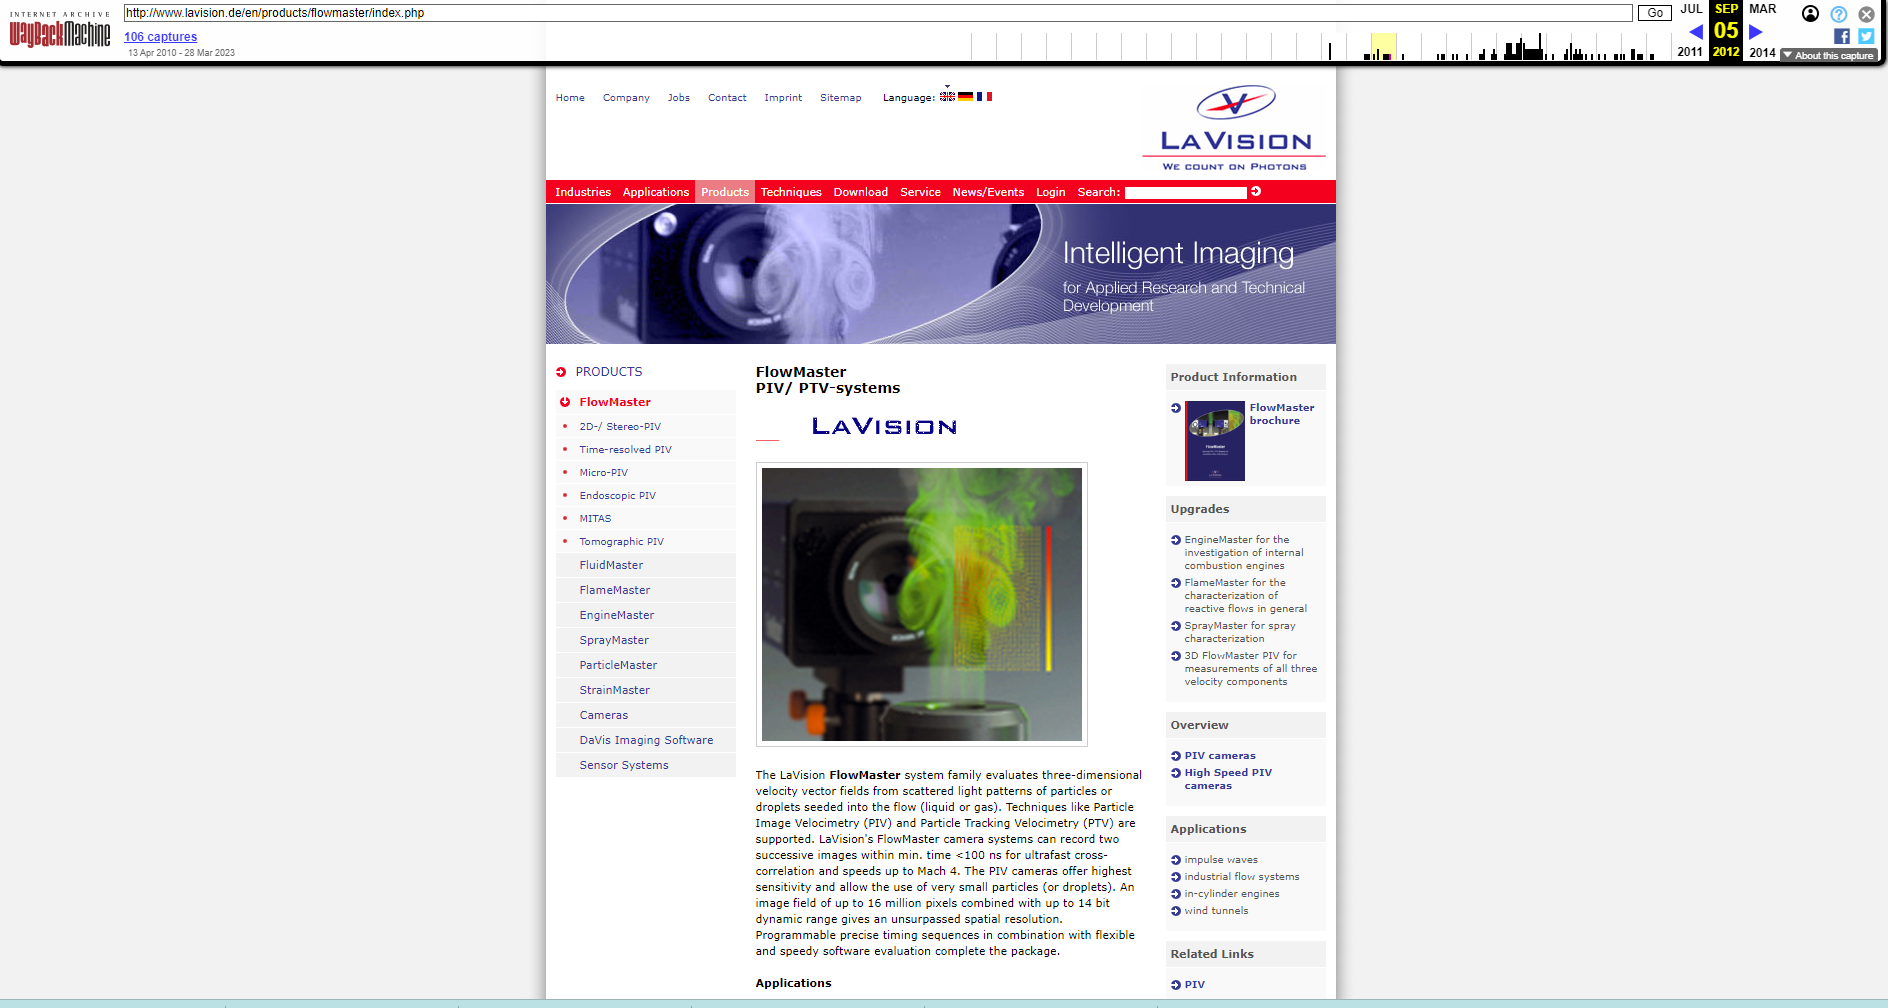 INTERNET ARCHIVE
WayBackMachine
http://www.lavision.de/en/products/flowmaster/index.php
Go
JUL SEP MAR
05
2011 2012 2014
106 captures
13 Apr 2010 - 28 Mar 2023
About this capture
Home Company Jobs Contact Imprint Sitemap Language:
LAVISION
WE COUNT ON PHOTONS
Industries Applications Products Techniques Download Service News/Events Login Search:
Intelligent Imaging
for Applied Research and Technical
Development
PRODUCTS
FlowMaster
2D-/ Stereo-PIV
Time-resolved PIV
Micro-PIV
Endoscopic PIV
MITAS
Tomographic PIV
FluidMaster
FlameMaster
EngineMaster
SprayMaster
ParticleMaster
StrainMaster
Cameras
DaVis Imaging Software
Sensor Systems
FlowMaster
PIV/ PTV-systems
LAVISION
The LaVision FlowMaster system family evaluates three-dimensional
velocity vector fields from scattered light patterns of particles or
droplets seeded into the flow (liquid or gas). Techniques like Particle
Image Velocimetry (PIV) and Particle Tracking Velocimetry (PTV) are
supported. LaVision's FlowMaster camera systems can record two
successive images within min. time <100 ns for ultrafast cross-
correlation and speeds up to Mach 4. The PIV cameras offer highest
sensitivity and allow the use of very small particles (or droplets). An
image field of up to 16 million pixels combined with up to 14 bit
dynamic range gives an unsurpassed spatial resolution.
Programmable precise timing sequences in combination with flexible
and speedy software evaluation complete the package.
Applications
Product Information
FlowMaster
brochure
Upgrades
EngineMaster for the
investigation of internal
combustion engines
FlameMaster for the
characterization of
reactive flows in general
SprayMaster for spray
characterization
3D FlowMaster PIV for
measurements of all three
velocity components
Overview
PIV cameras
High Speed PIV
cameras
Applications
impulse waves
industrial flow systems
in-cylinder engines
wind tunnels
Related Links
PIV